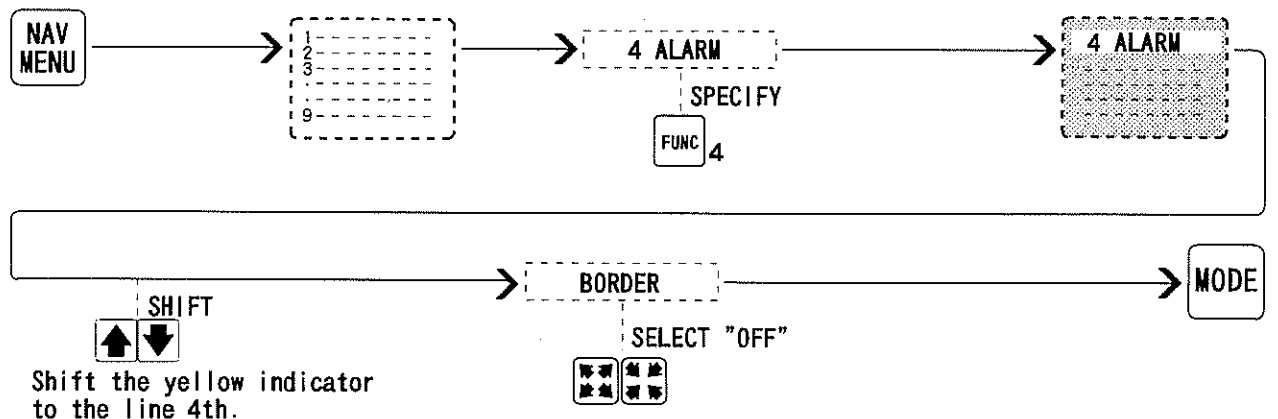 NAV
MENU
1
2
3
.
.
9
4 ALARM
SPECIFY
FUNC 4
4 ALARM
SHIFT
Shift the yellow indicator
to the line 4th.
BORDER
SELECT "OFF"
MODE